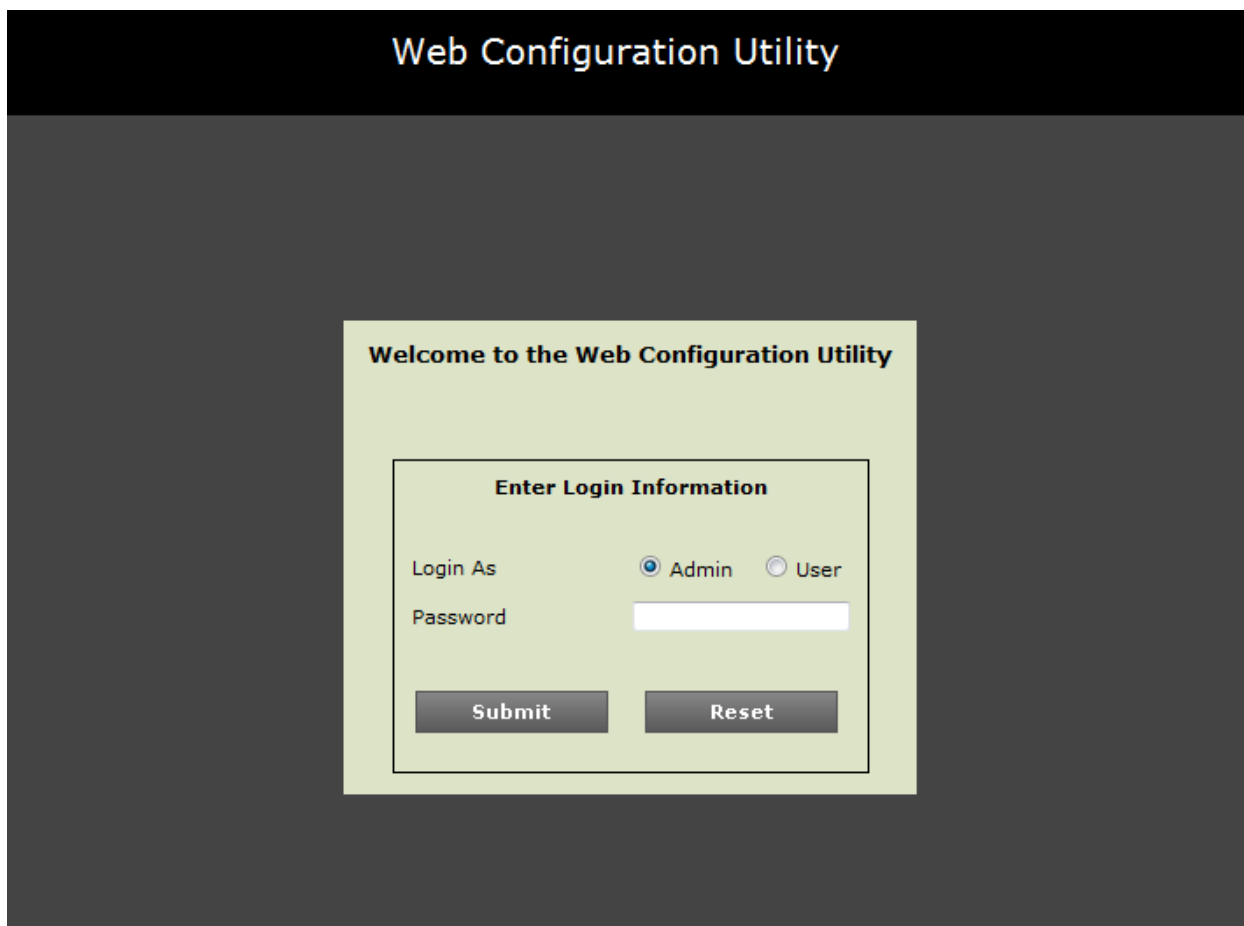 Web Configuration Utility
Welcome to the Web Configuration Utility
Enter Login Information
Login As Admin User
Password
Submit Reset